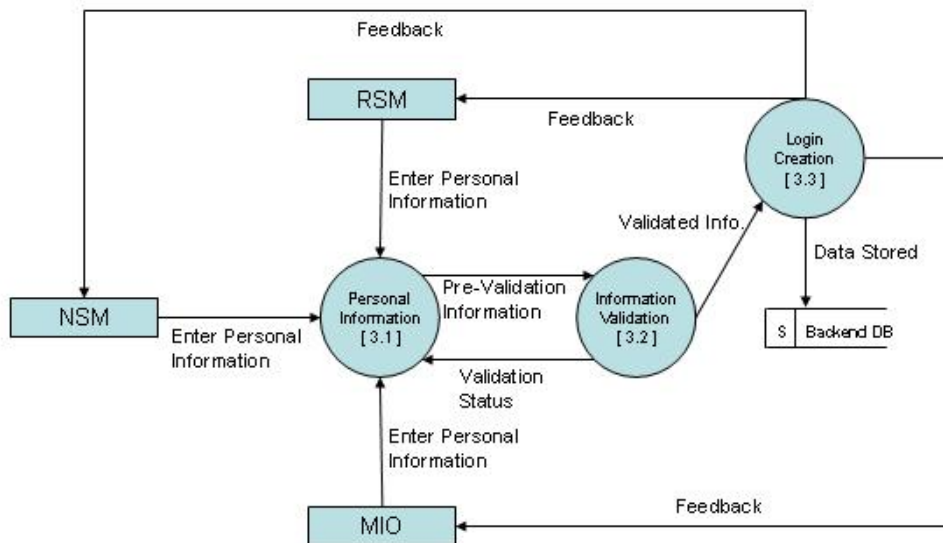 Feedback
RSM
Feedback
Login
Creation
[ 3.3 ]
Enter Personal
Information
Validated Info.
Data Stored
Personal
Information
[ 3.1 ]
Pre-Validation
Information
Information
Validation
[ 3.2 ]
NSM
Enter Personal
Information
S Backend DB
Validation
Status
Enter Personal
Information
MIO
Feedback